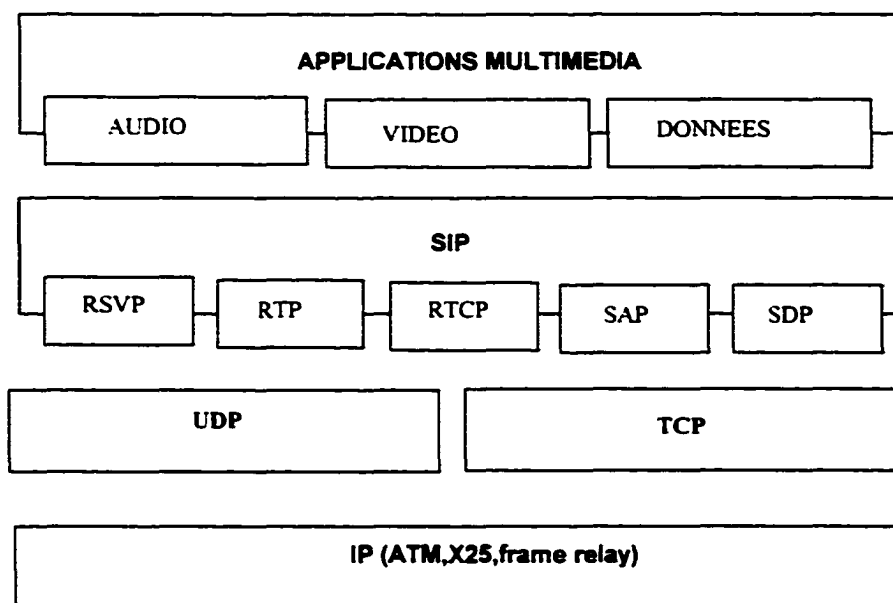 APPLICATIONS MULTIMEDIA
AUDIO
VIDEO
DONNEES
SIP
RSVP
RTP
RTCP
SAP
SDP
UDP
TCP
IP (ATM,X25,frame relay)